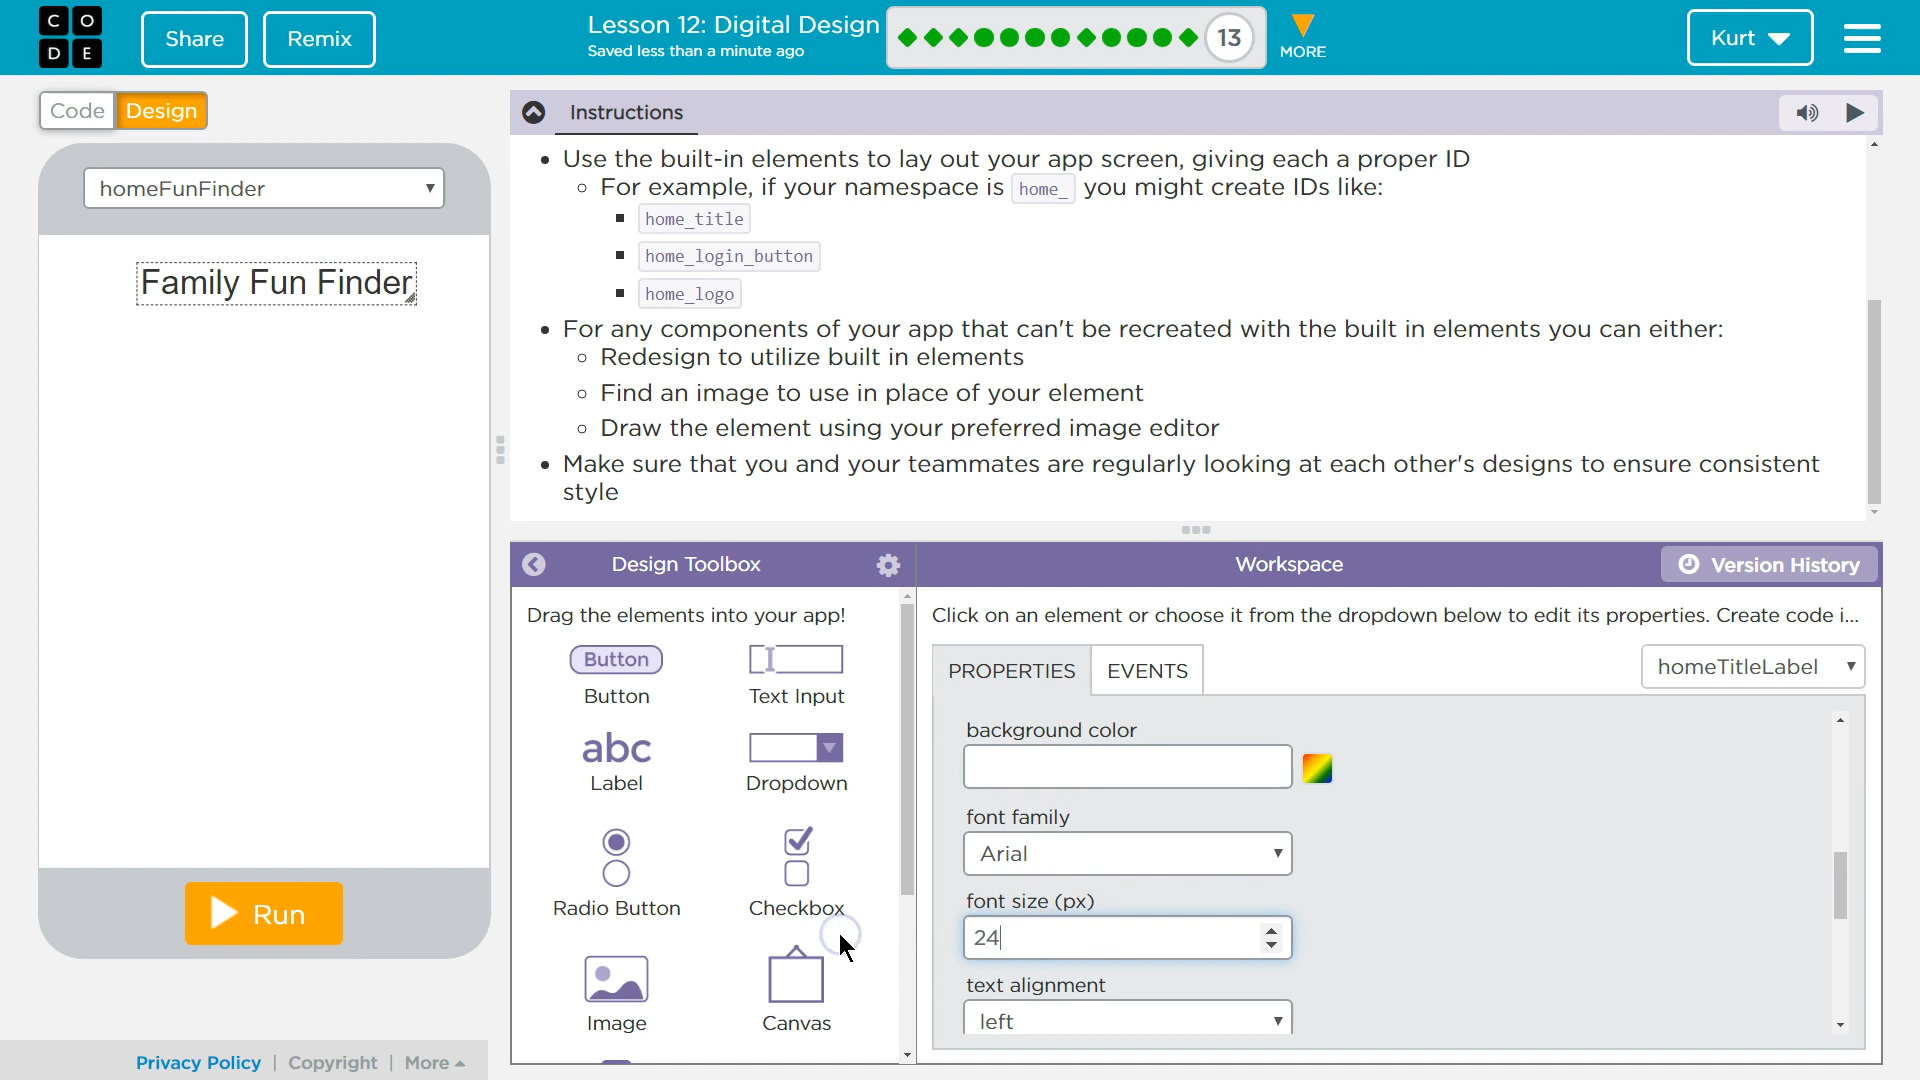 CODE
Share
Remix
Lesson 12: Digital Design
Saved less than a minute ago
13
MORE
Kurt
Code
Design
homeFunFinder
Family Fun Finder
Run
Privacy Policy | Copyright | More
Instructions
Use the built-in elements to lay out your app screen, giving each a proper ID
For example, if your namespace is home_ you might create IDs like:
home_title
home_login_button
home_logo
For any components of your app that can't be recreated with the built in elements you can either:
Redesign to utilize built in elements
Find an image to use in place of your element
Draw the element using your preferred image editor
Make sure that you and your teammates are regularly looking at each other's designs to ensure consistent
style
Design Toolbox
Drag the elements into your app!
Button
Button
Text Input
abc
Label
Dropdown
Radio Button
Checkbox
Image
Canvas
Workspace
Version History
Click on an element or choose it from the dropdown below to edit its properties. Create code i...
PROPERTIES
EVENTS
homeTitleLabel
background color
font family
Arial
font size (px)
24
text alignment
left